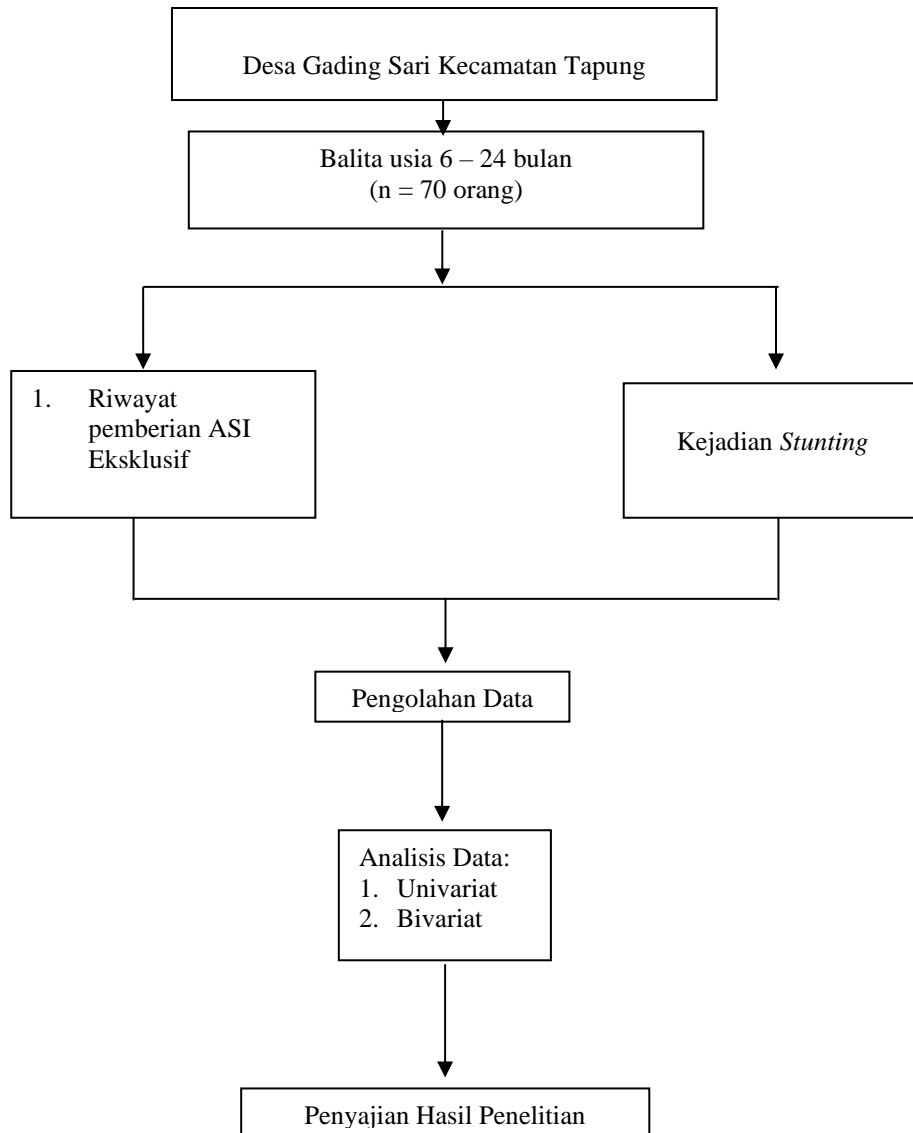 Desa Gading Sari Kecamatan Tapung
Balita usia 6 – 24 bulan
(n = 70 orang)
1. Riwayat
pemberian ASI
Eksklusif
Kejadian Stunting
Pengolahan Data
Analisis Data:
1. Univariat
2. Bivariat
Penyajian Hasil Penelitian